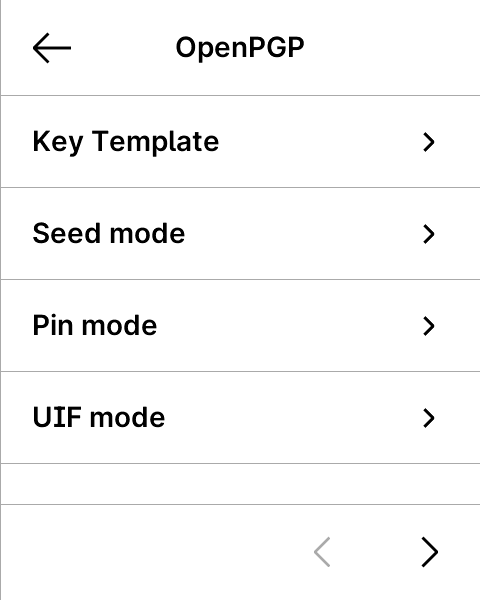 OpenPGP
Key Template
Seed mode
Pin mode
UIF mode